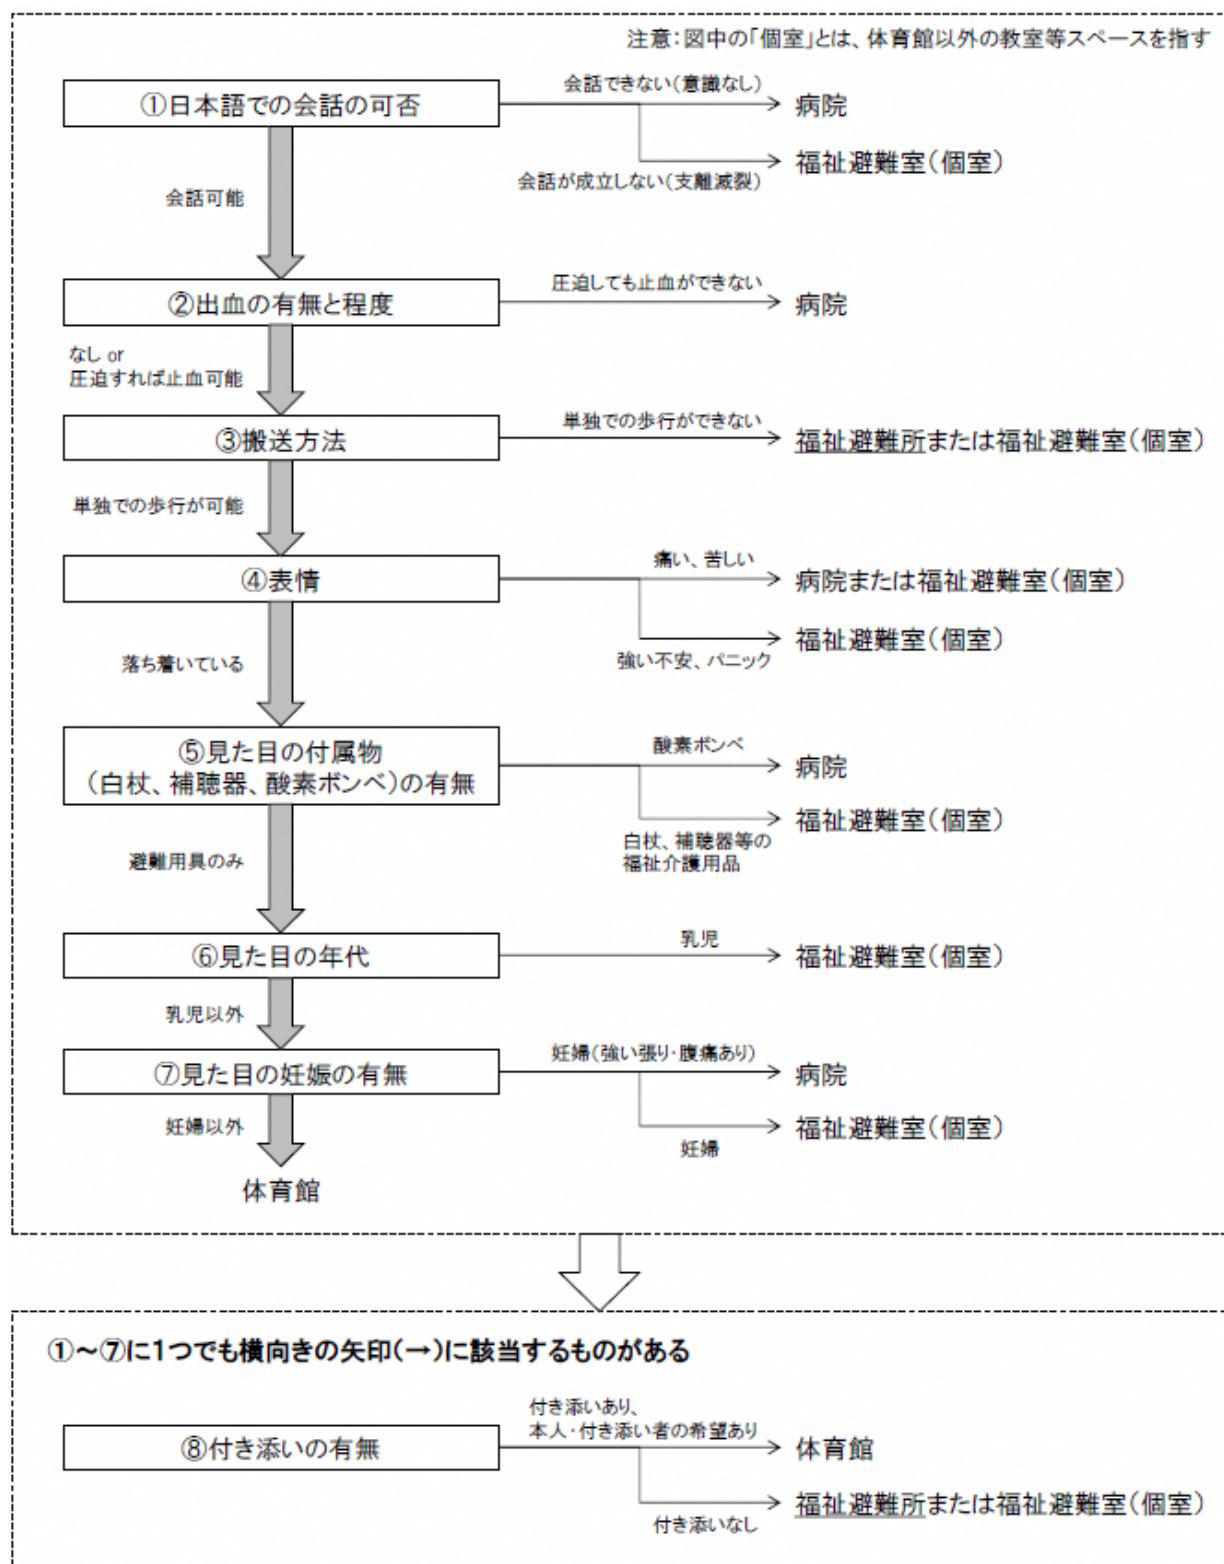 注意：図中の「個室」とは、体育館以外の教室等スペースを指す
①日本語での会話の可否
会話できない（意識なし）
病院
福祉避難室（個室）
会話が成立しない（支離滅裂）
会話可能
②出血の有無と程度
圧迫しても止血ができない
病院
なし or
圧迫すれば止血可能
③搬送方法
単独での歩行ができない
福祉避難所または福祉避難室（個室）
単独での歩行が可能
④表情
痛い、苦しい
病院または福祉避難室（個室）
福祉避難室（個室）
強い不安、パニック
落ち着いている
⑤見た目の付属物
（白杖、補聴器、酸素ボンベ）の有無
酸素ボンベ
病院
福祉避難室（個室）
白杖、補聴器等の
福祉介護用品
避難用具のみ
⑥見た目の年代
乳児
福祉避難室（個室）
乳児以外
⑦見た目の妊娠の有無
妊婦（強い張り・腹痛あり）
病院
福祉避難室（個室）
妊婦
妊婦以外
体育館
①～⑦に１つでも横向きの矢印（→）に該当するものがある
⑧付き添いの有無
付き添いあり、
本人・付き添い者の希望あり
体育館
福祉避難所または福祉避難室（個室）
付き添いなし